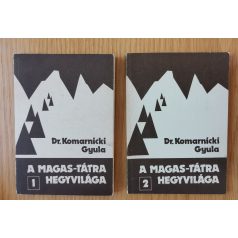 Dr. Komarnicki
Gyula
A MAGAS-TÁTRA
1 HEGYVILÁGA
Dr. Komarnicki
Gyula
A MAGAS-TÁTRA
2 HEGYVILÁGA